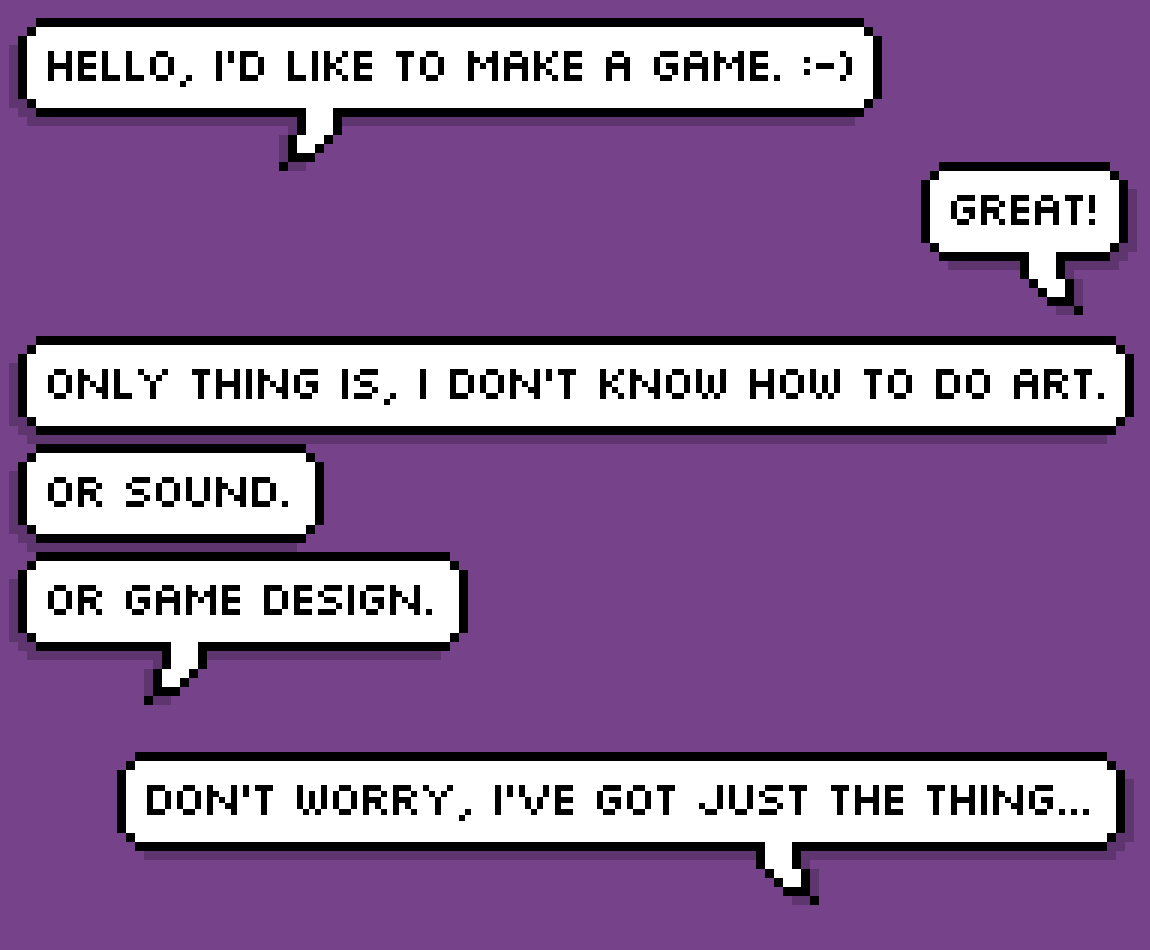 HELLO, I'D LIKE TO MAKE A GAME. :-)
GREAT!
ONLY THING IS, I DON'T KNOW HOW TO DO ART.
OR SOUND.
OR GAME DESIGN.
DON'T WORRY, I'VE GOT JUST THE THING...